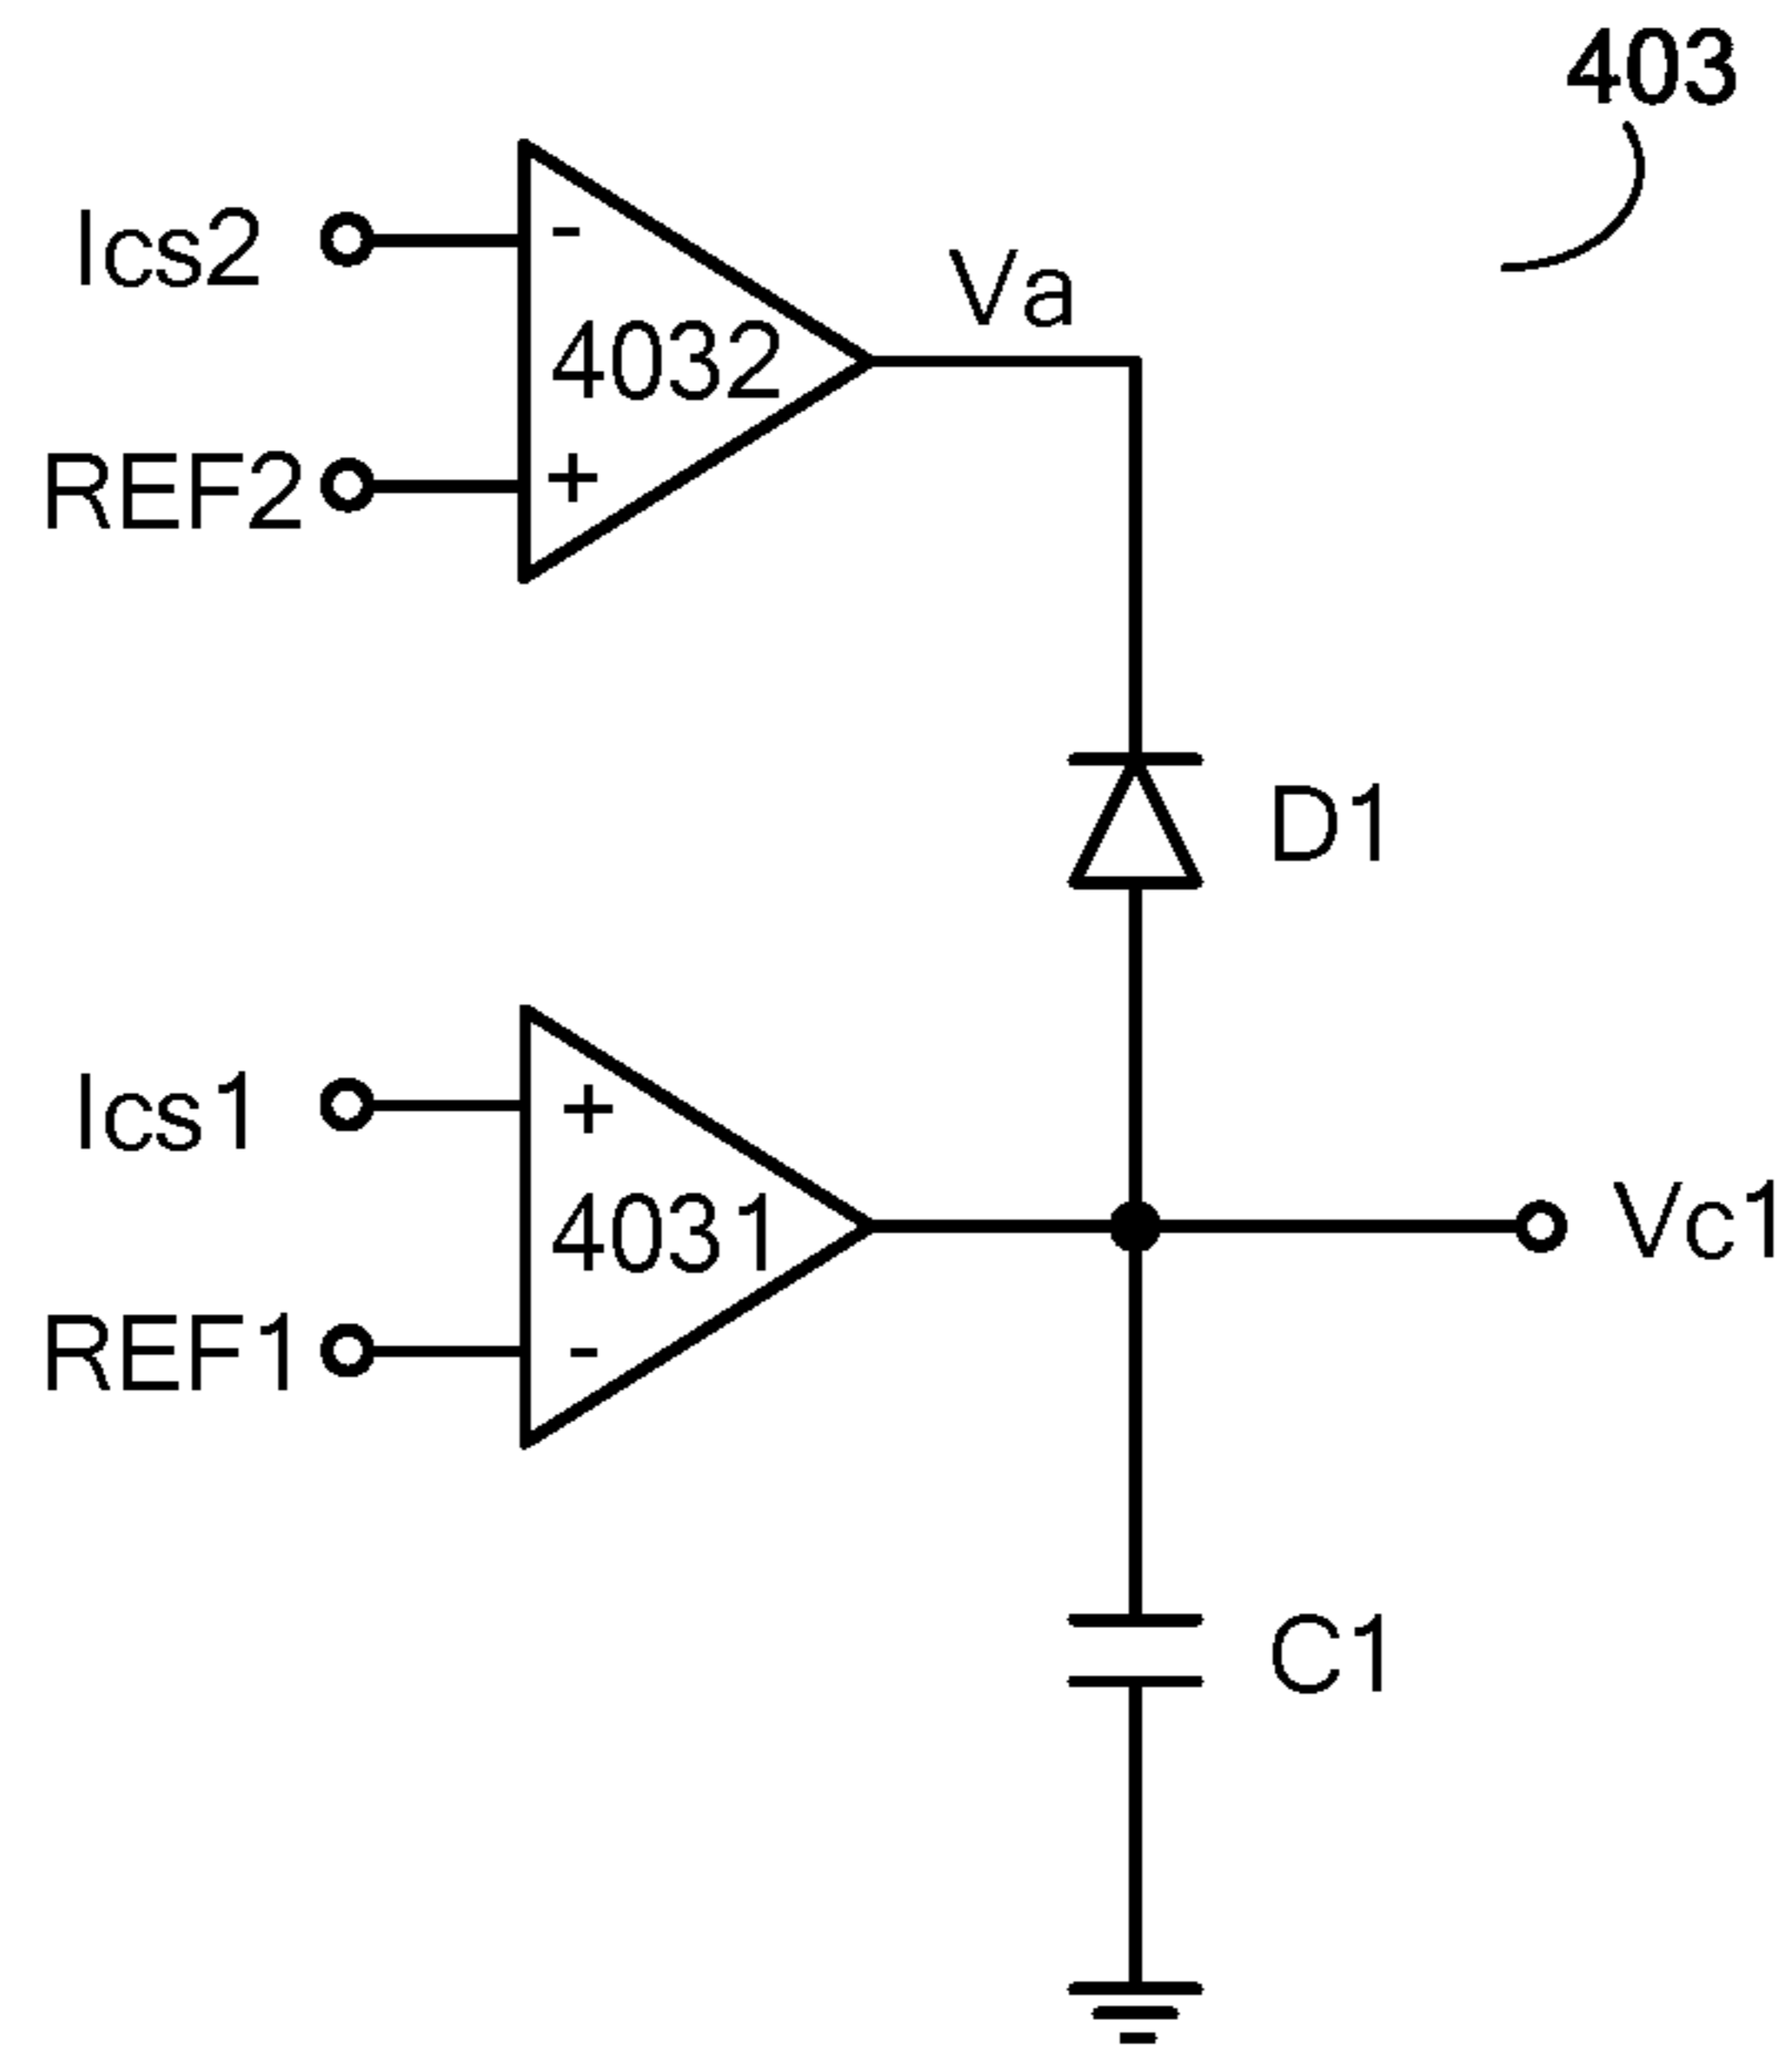 403
Ics2
-
Va
4032
REF2
+
D1
Ics1
+
4031
Vc1
REF1
-
C1